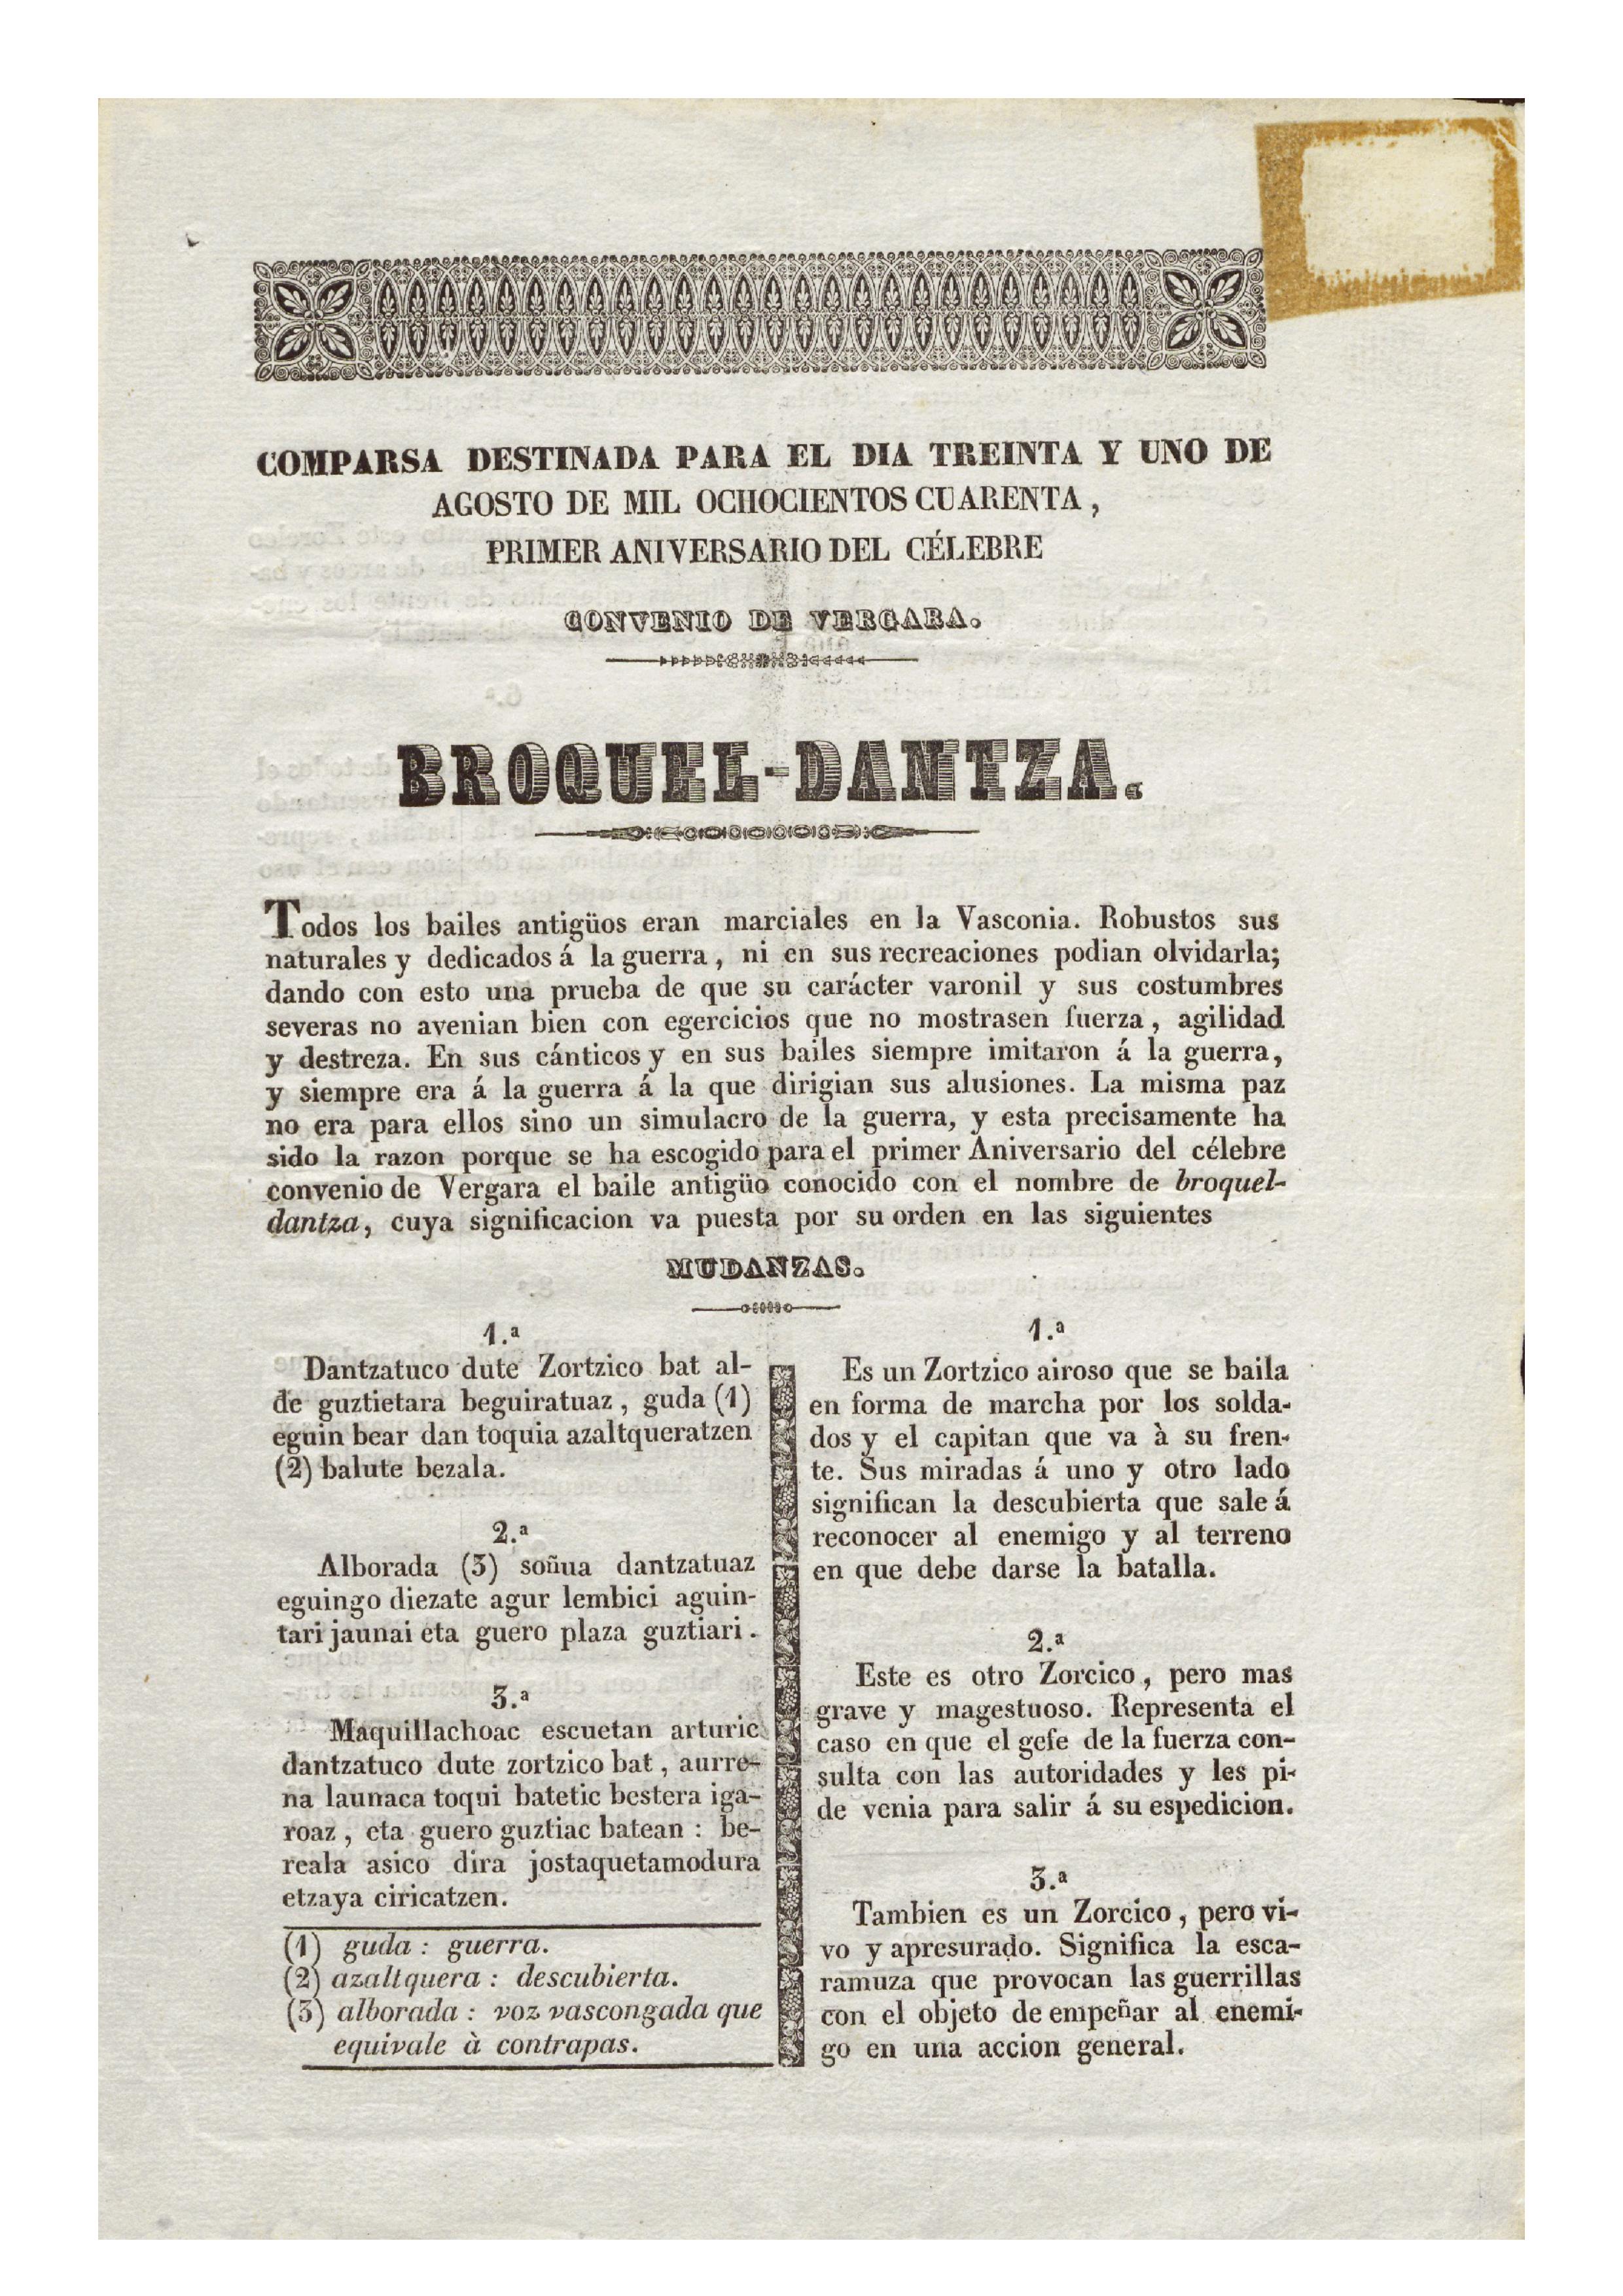 COMPARSA DESTINADA PARA EL DIA TREINTA Y UNO DE
AGOSTO DE MIL OCHOCIENTOS CUARENTA,
PRIMER ANIVERSARIO DEL CÉLEBRE
CONVENIO DE VERGARA.
BROQUEL-DANTZA.
Todos los bailes antigüos eran marciales en la Vasconia. Robustos sus
naturales y dedicados á la guerra, ni en sus recreaciones podian olvidarla;
dando con esto una prueba de que su carácter varonil y sus costumbres
severas no avenian bien con egercicios que no mostrasen fuerza, agilidad
y destreza. En sus cánticos y en sus bailes siempre imitaron á la guerra,
y siempre era á la guerra á la que dirigian sus alusiones. La misma paz
no era para ellos sino un simulacro de la guerra, y esta precisamente ha
sido la razon porque se ha escogido para el primer Aniversario del célebre
convenio de Vergara el baile antigüo conocido con el nombre de broquel-
dantza, cuya significacion va puesta por su orden en las siguientes
MUDANZAS.
1.ª
Dantzatuco dute Zortzico bat al-
de guztietara beguiratuaz, guda (1)
eguin bear dan toquia azaltqueratzen
(2) balute bezala.
2.ª
Alborada (3) soñua dantzatuaz
eguingo diezate agur lembici aguin-
tari jaunai eta guero plaza guztiari.
3.ª
Maquillachoac escuetan arturic
dantzatuco dute zortzico bat, aurre-
na launaca toqui batetic bestera iga-
roaz, eta guero guztiac batean: be-
reala asico dira jostaquetamodura
etzaya ciricatzen.
(1) guda: guerra.
(2) azaltquera: descubierta.
(3) alborada: voz vascongada que
equivale à contrapas.
1.ª
Es un Zortzico airoso que se baila
en forma de marcha por los solda-
dos y el capitan que va à su fren-
te. Sus miradas á uno y otro lado
significan la descubierta que sale á
reconocer al enemigo y al terreno
en que debe darse la batalla.
2.ª
Este es otro Zorcico, pero mas
grave y magestuoso. Representa el
caso en que el gefe de la fuerza con-
sulta con las autoridades y les pi-
de venia para salir á su espedicion.
3.ª
Tambien es un Zorcico, pero vi-
vo y apresurado. Significa la esca-
ramuza que provocan las guerrillas
con el objeto de empeñar al enemi-
go en una accion general.